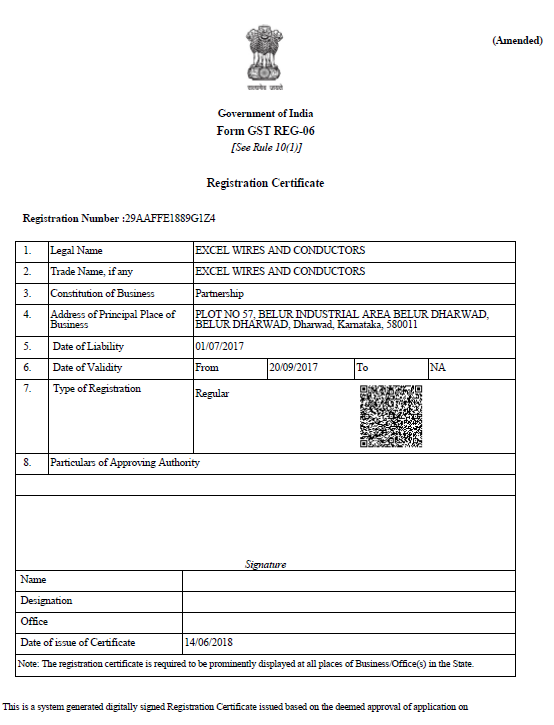 (Amended)
सत्यमेव जयते
Government of India
Form GST REG-06
[See Rule 10(1)]
Registration Certificate
Registration Number :29AAFFE1889G1Z4
1. Legal Name EXCEL WIRES AND CONDUCTORS
2. Trade Name, if any EXCEL WIRES AND CONDUCTORS
3. Constitution of Business Partnership
4. Address of Principal Place of Business PLOT NO 57, BELUR INDUSTRIAL AREA BELUR DHARWAD,
BELUR DHARWAD, Dharwad, Karnataka, 580011
5. Date of Liability 01/07/2017
6. Date of Validity From 20/09/2017 To NA
7. Type of Registration Regular
8. Particulars of Approving Authority
Signature
Name
Designation
Office
Date of issue of Certificate 14/06/2018
Note: The registration certificate is required to be prominently displayed at all places of Business/Office(s) in the State.
This is a system generated digitally signed Registration Certificate issued based on the deemed approval of application on